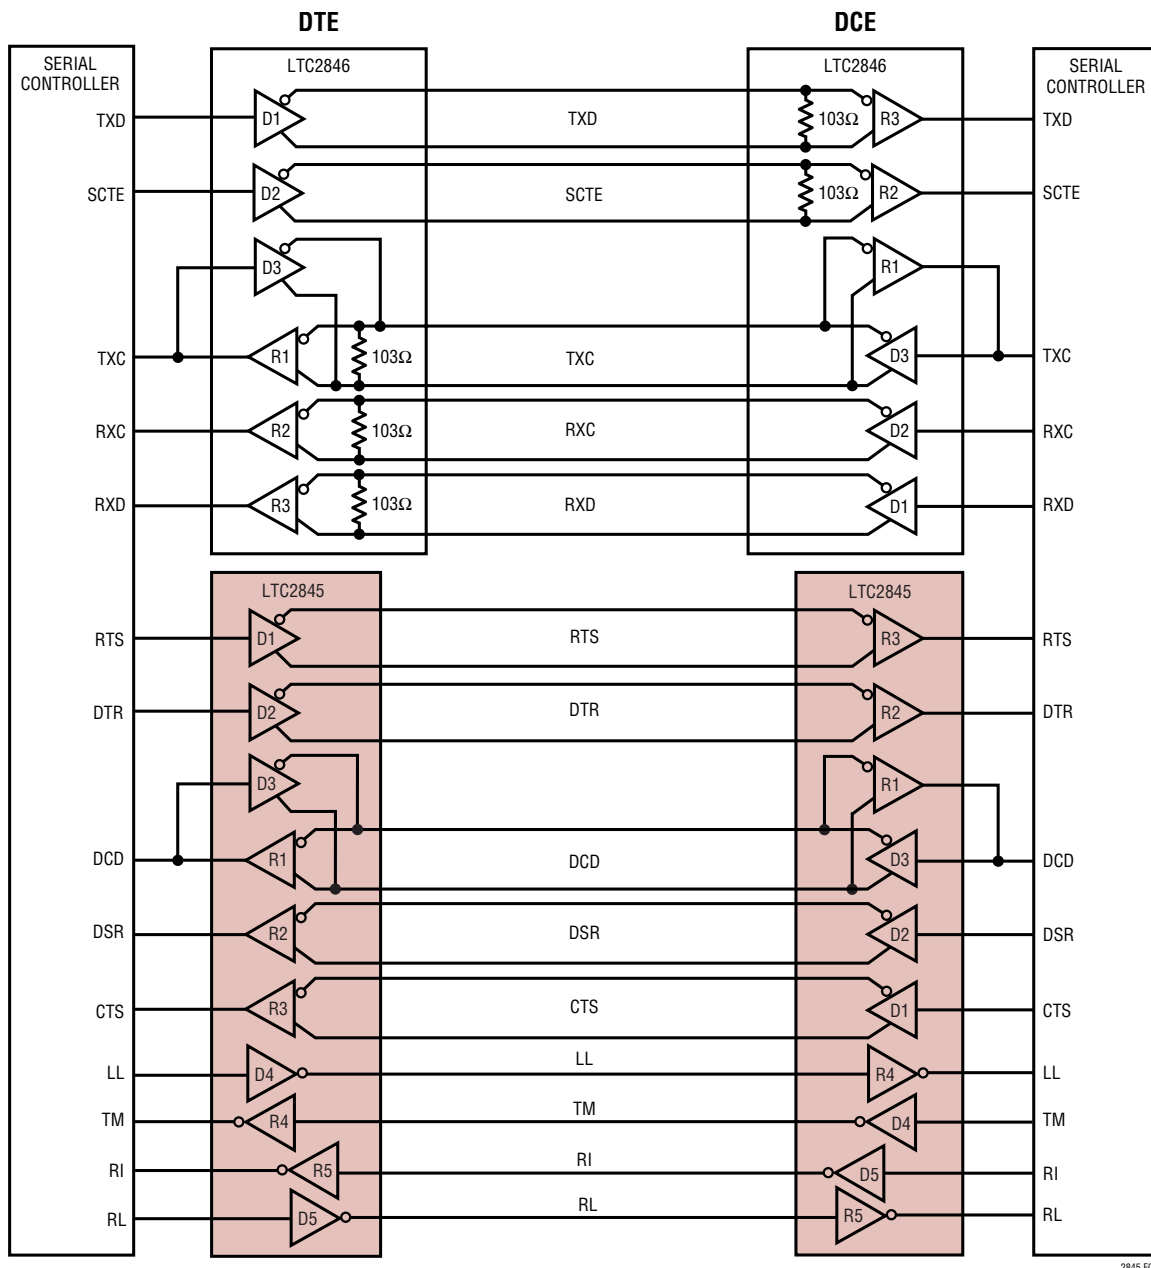 DTE DCE
SERIAL CONTROLLER
LTC2846
LTC2846
SERIAL CONTROLLER
TXD D1 TXD 103Ω R3 TXD
SCTE D2 SCTE 103Ω R2 SCTE
D3 R1
TXC R1 103Ω TXC D3 TXC
RXC R2 103Ω RXC D2 RXC
RXD R3 103Ω RXD D1 RXD
LTC2845 LTC2845
RTS D1 RTS R3 RTS
DTR D2 DTR R2 DTR
D3 R1
DCD R1 DCD D3 DCD
DSR R2 DSR D2 DSR
CTS R3 CTS D1 CTS
LL D4 LL R4 LL
TM R4 TM D4 TM
RI R5 RI D5 RI
RL D5 RL R5 RL